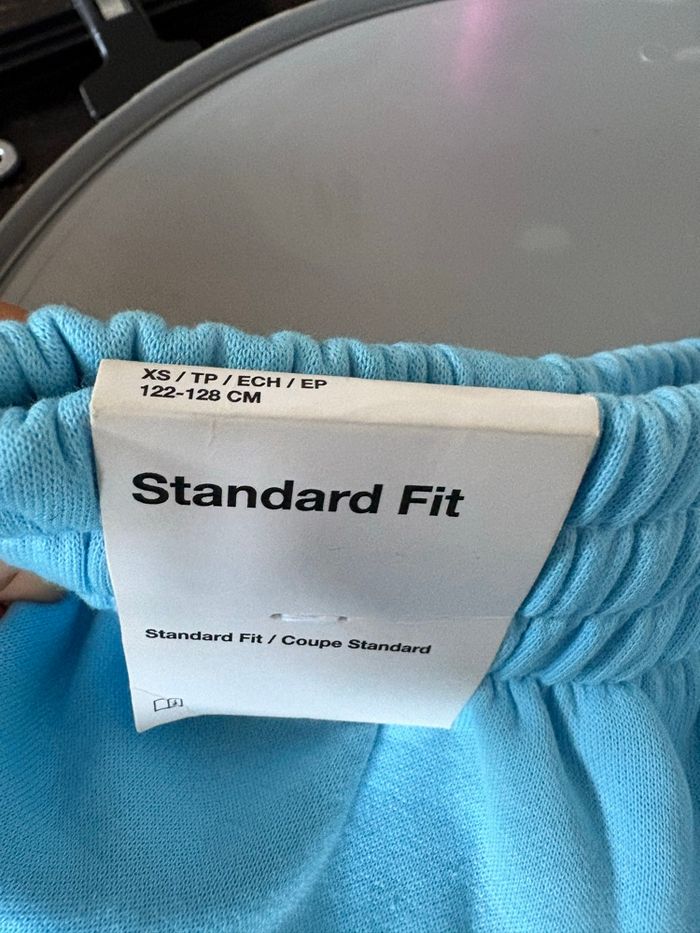 XS / TP / ECH / EP
122-128 CM
Standard Fit
Standard Fit / Coupe Standard